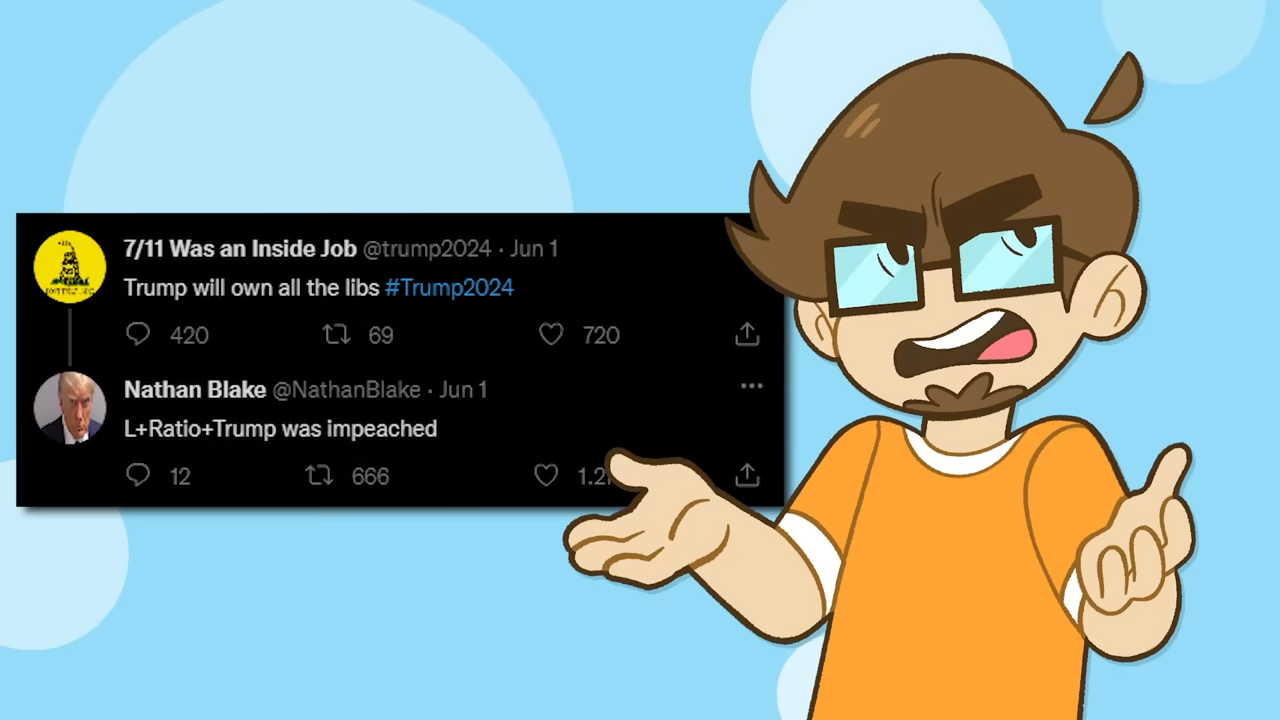 7/11 Was an Inside Job @trump2024 · Jun 1
Trump will own all the libs #Trump2024
420 69 720
Nathan Blake @NathanBlake · Jun 1
L+Ratio+Trump was impeached
12 666